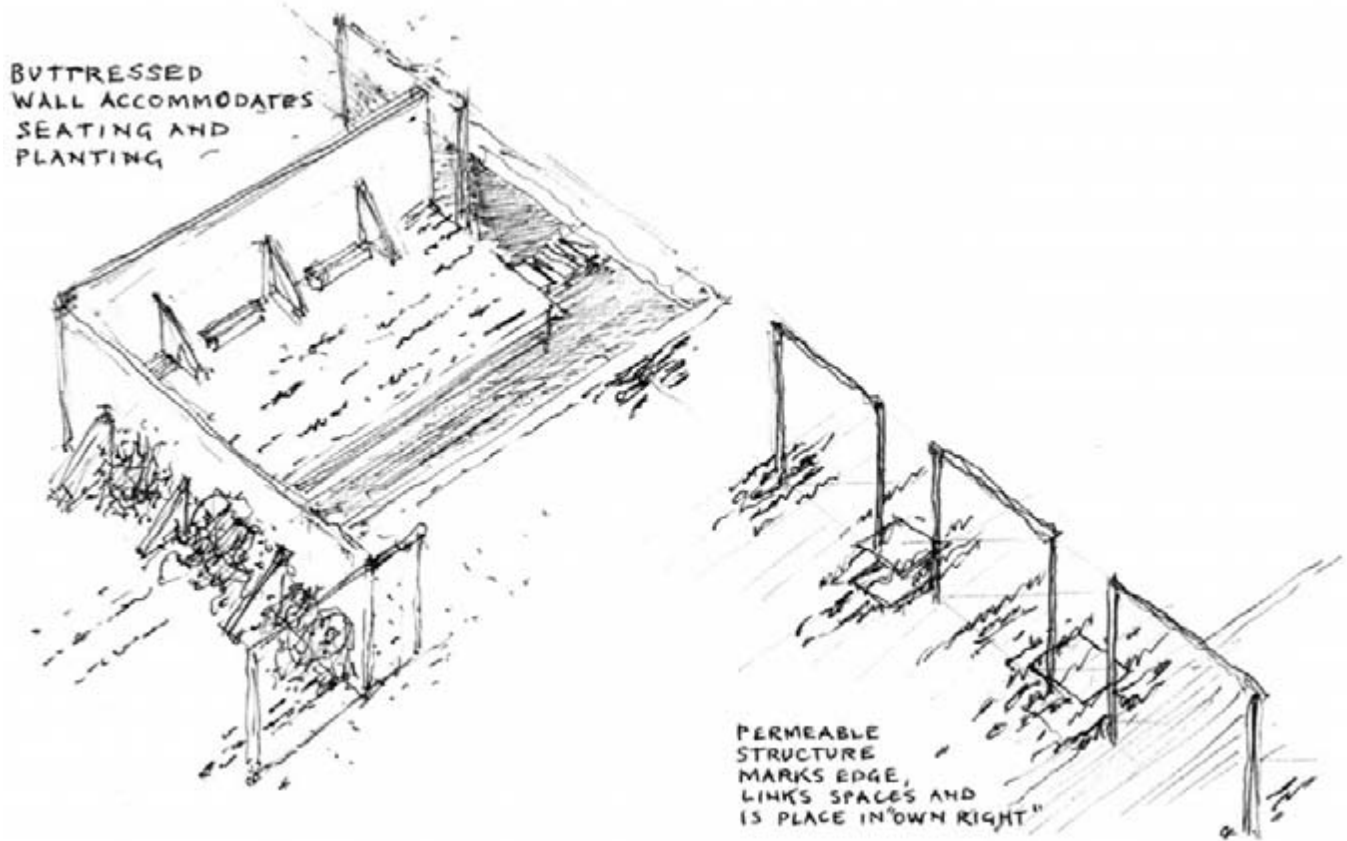 BUTTRESSED
WALL ACCOMMODATES
SEATING AND
PLANTING
PERMEABLE
STRUCTURE
MARKS EDGE,
LINKS SPACES AND
IS PLACE IN "OWN RIGHT"